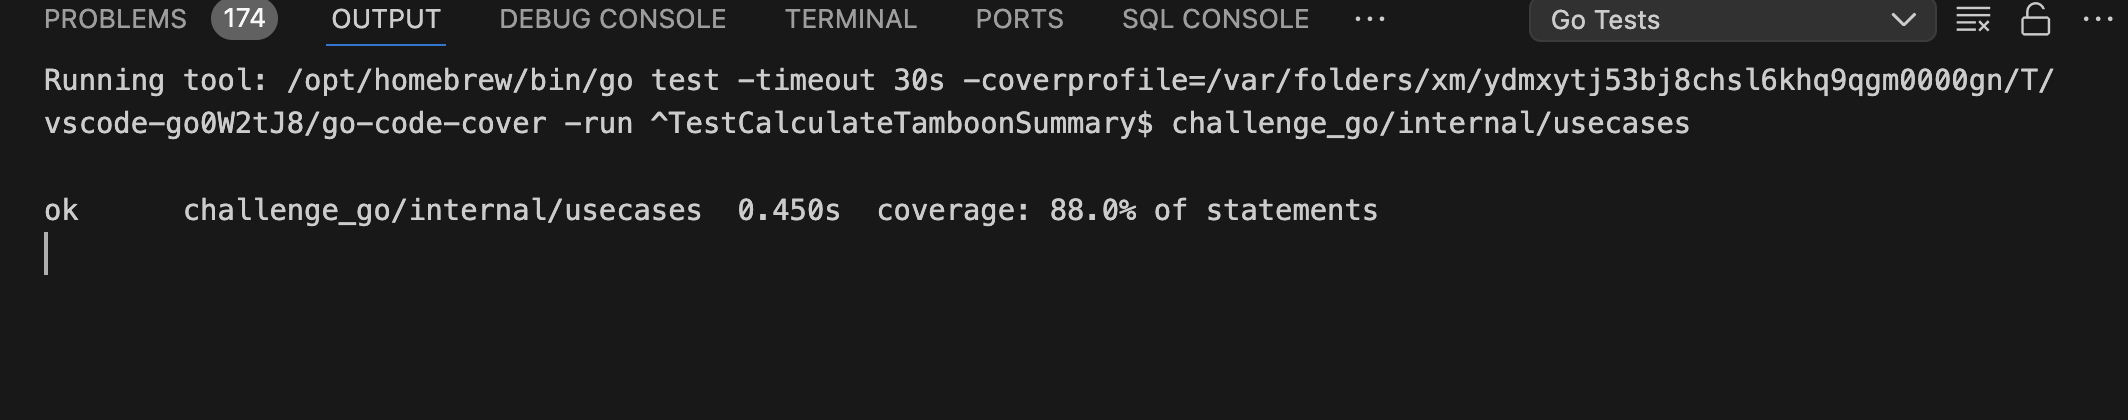 PROBLEMS 174 OUTPUT DEBUG CONSOLE TERMINAL PORTS SQL CONSOLE ··· Go Tests ···
Running tool: /opt/homebrew/bin/go test -timeout 30s -coverprofile=/var/folders/xm/ydmxytj53bj8chsl6khq9qgm0000gn/T/
vscode-go0W2tJ8/go-code-cover -run ^TestCalculateTamboonSummary$ challenge_go/internal/usecases
ok challenge_go/internal/usecases 0.450s coverage: 88.0% of statements